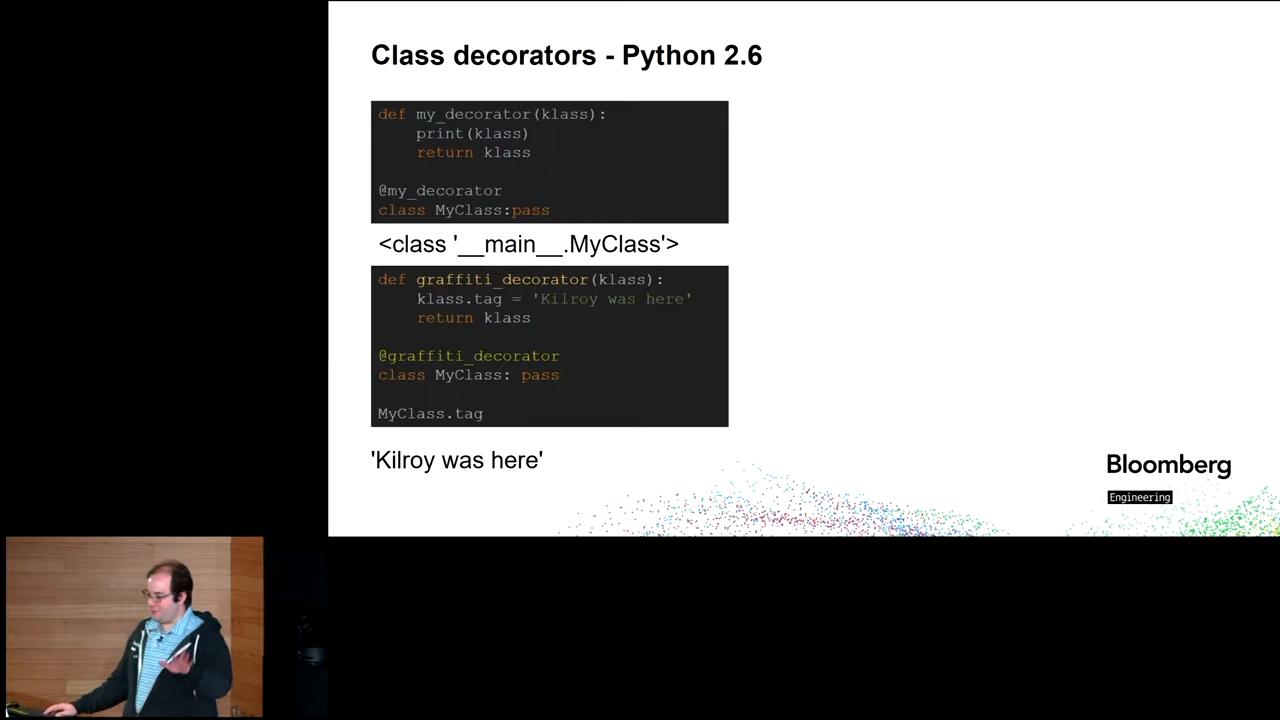 Class decorators - Python 2.6
def my_decorator(klass):
    print(klass)
    return klass
@my_decorator
class MyClass:pass
<class '__main__.MyClass'>
def graffiti_decorator(klass):
    klass.tag = 'Kilroy was here'
    return klass
@graffiti_decorator
class MyClass: pass
MyClass.tag
'Kilroy was here'
Bloomberg
Engineering